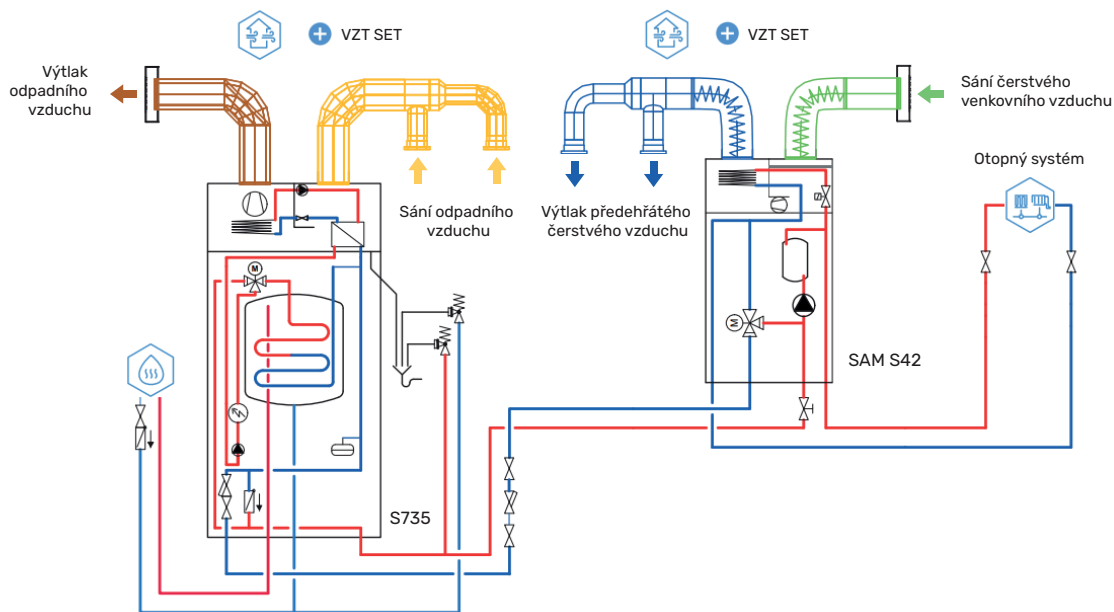 VZT SET
VZT SET
Výtlak
odpadního
vzduchu
Sání čerstvého
venkovního vzduchu
Otopný systém
Sání odpadního
vzduchu
Výtlak předehřátého
čerstvého vzduchu
S
M
M
SAM S42
S735